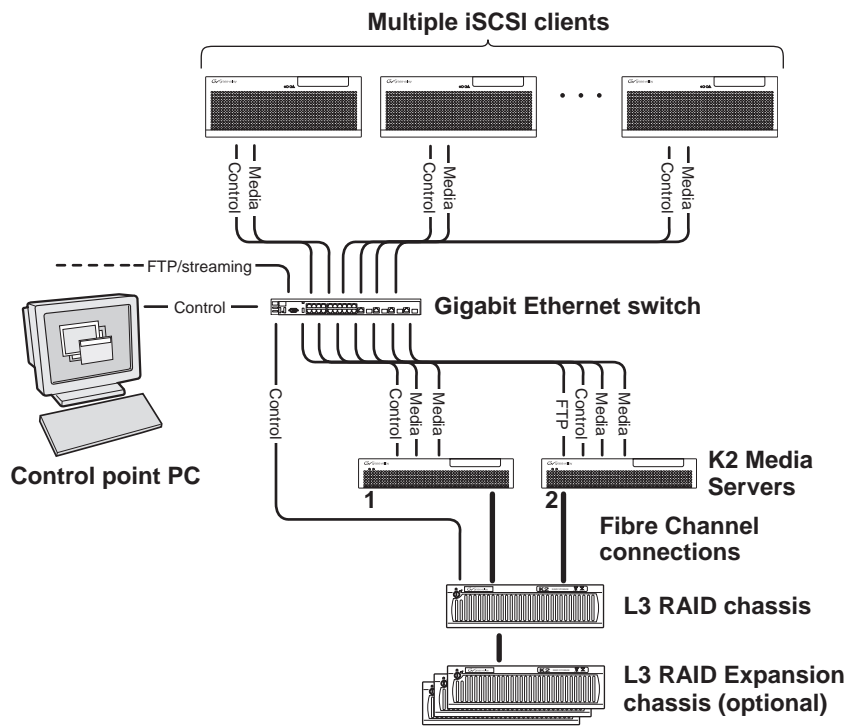 Multiple iSCSI clients
Control
Media
Control
Media
Control
Media
FTP/streaming
Control
Gigabit Ethernet switch
Control
Control
Media
Media
FTP
Control
Media
Media
Control point PC
1
2
K2 Media
Servers
Fibre Channel
connections
K2
L3 RAID chassis
K2
L3 RAID Expansion
chassis (optional)